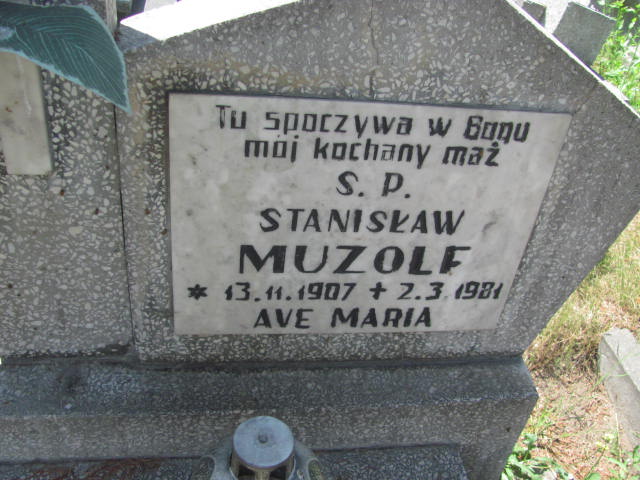 Tu spoczywa w Bogu
mój kochany mąż
Ś. P.
STANISŁAW
MUZOLF
* 13.11.1907 + 2.3.1981
AVE MARIA